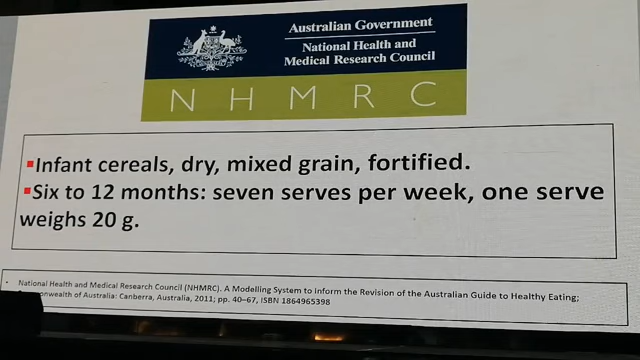 Australian Government
National Health and
Medical Research Council
N H M R C
▪Infant cereals, dry, mixed grain, fortified.
▪Six to 12 months: seven serves per week, one serve
weighs 20 g.
• National Health and Medical Research Council (NHMRC). A Modelling System to Inform the Revision of the Australian Guide to Healthy Eating;
of Australia: Canberra, Australia, 2011; pp. 40–67, ISBN 1864965398